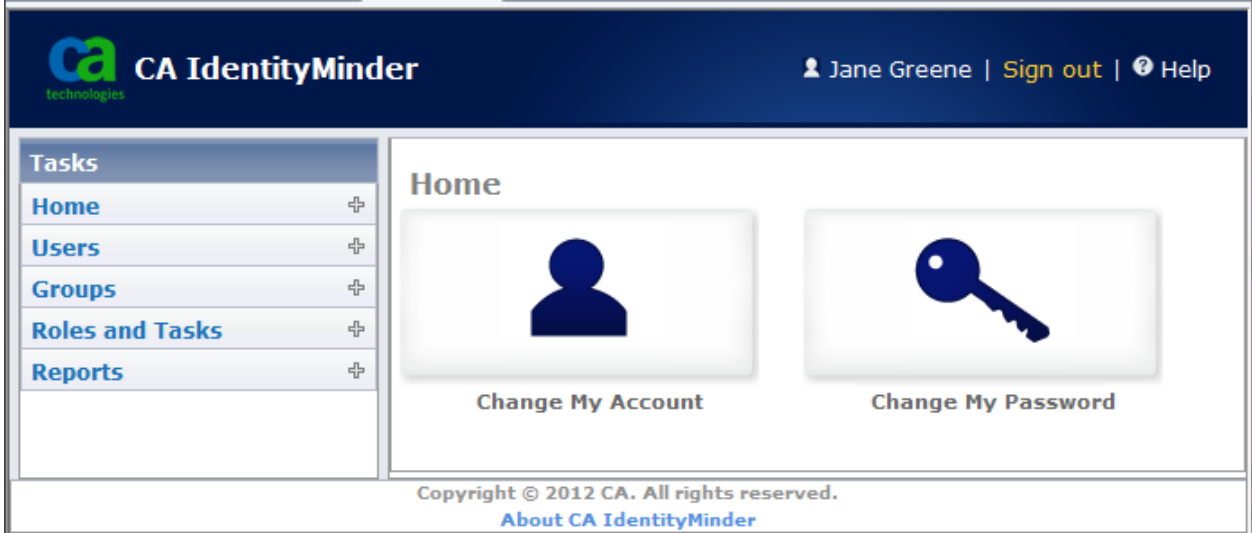 ca
technologies
CA IdentityMinder
Jane Greene | Sign out | ? Help
Tasks
Home
Users
Groups
Roles and Tasks
Reports
Home
Change My Account
Change My Password
Copyright © 2012 CA. All rights reserved.
About CA IdentityMinder